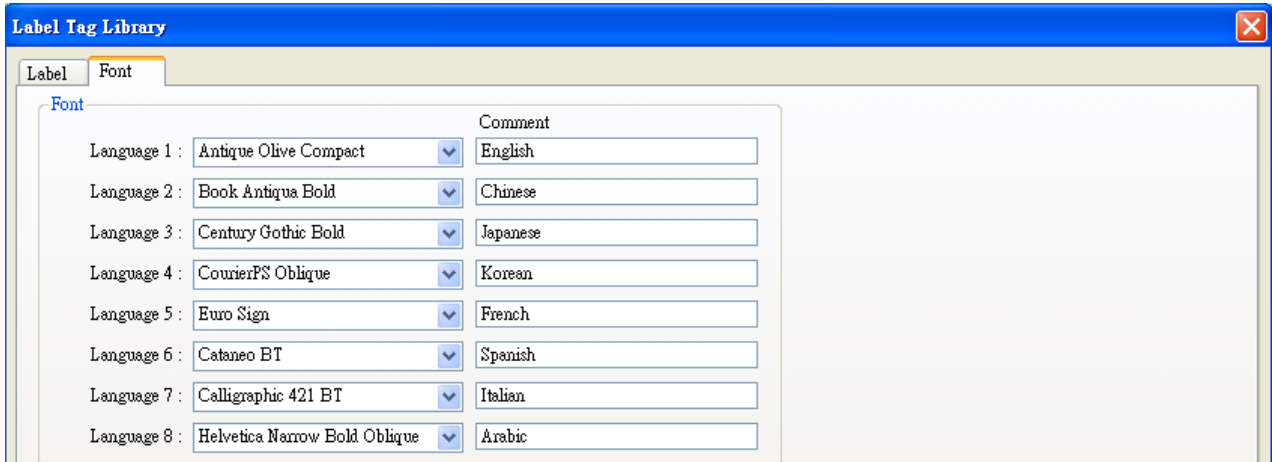 Label Tag Library
Label Font
Font
Comment
Language 1 : Antique Olive Compact English
Language 2 : Book Antiqua Bold Chinese
Language 3 : Century Gothic Bold Japanese
Language 4 : CourierPS Oblique Korean
Language 5 : Euro Sign French
Language 6 : Cataneo BT Spanish
Language 7 : Calligraphic 421 BT Italian
Language 8 : Helvetica Narrow Bold Oblique Arabic